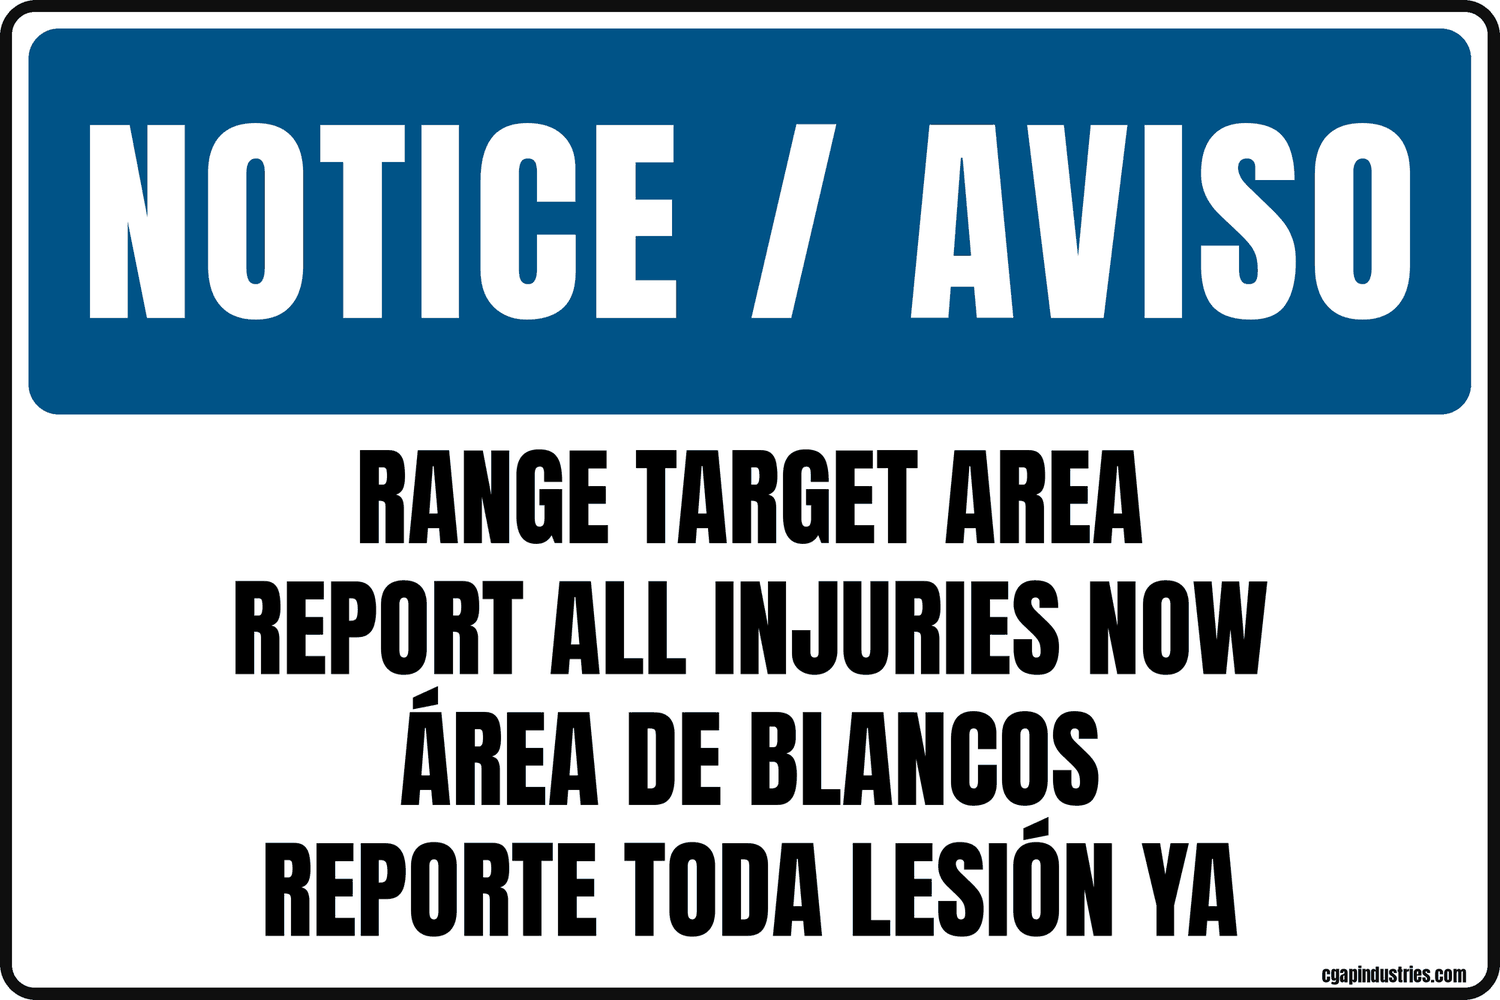 NOTICE / AVISO
RANGE TARGET AREA
REPORT ALL INJURIES NOW
ÁREA DE BLANCOS
REPORTE TODA LESIÓN YA
cgapindustries.com